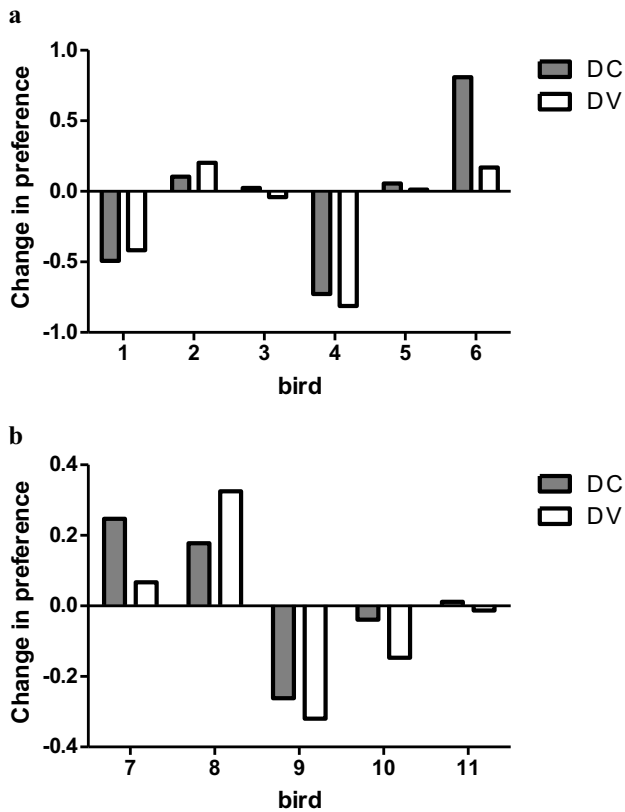 a
Change in preference
1.0
0.5
0.0
-0.5
-1.0
1 2 3 4 5 6
bird
DC
DV
b
Change in preference
0.4
0.2
0.0
-0.2
-0.4
7 8 9 10 11
bird
DC
DV